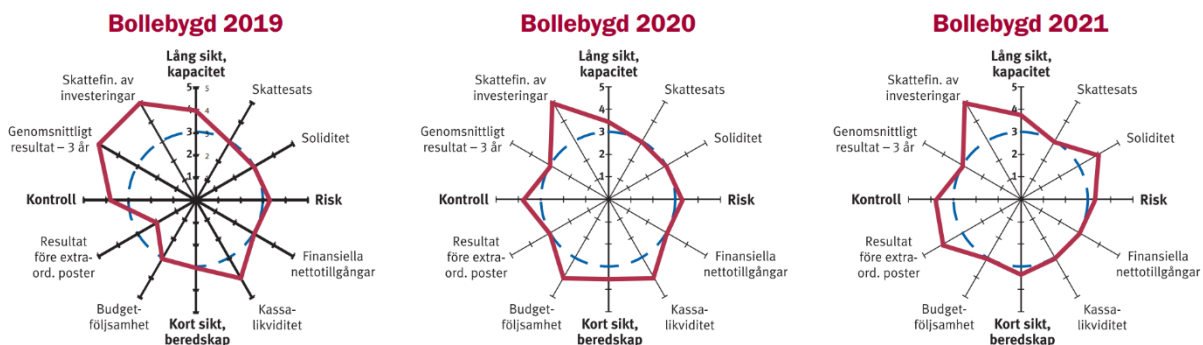 Bollebygd 2019
Lång sikt,
kapacitet
Skattefin. av
investeringar
Skattesats
Genomsnittligt
resultat – 3 år
Soliditet
5
4
3
2
1
5
4
3
2
Kontroll
Risk
Resultat
före extra-
ord. poster
Finansiella
nettotillgångar
Budget-
följsamhet
Kassa-
likviditet
Kort sikt,
beredskap
Bollebygd 2020
Lång sikt,
kapacitet
Skattefin. av
investeringar
Skattesats
Genomsnittligt
resultat – 3 år
Soliditet
5
4
3
2
1
Kontroll
Risk
Resultat
före extra-
ord. poster
Finansiella
nettotillgångar
Budget-
följsamhet
Kassa-
likviditet
Kort sikt,
beredskap
Bollebygd 2021
Lång sikt,
kapacitet
Skattefin. av
investeringar
Skattesats
Genomsnittligt
resultat – 3 år
Soliditet
5
4
3
2
1
Kontroll
Risk
Resultat
före extra-
ord. poster
Finansiella
nettotillgångar
Budget-
följsamhet
Kassa-
likviditet
Kort sikt,
beredskap